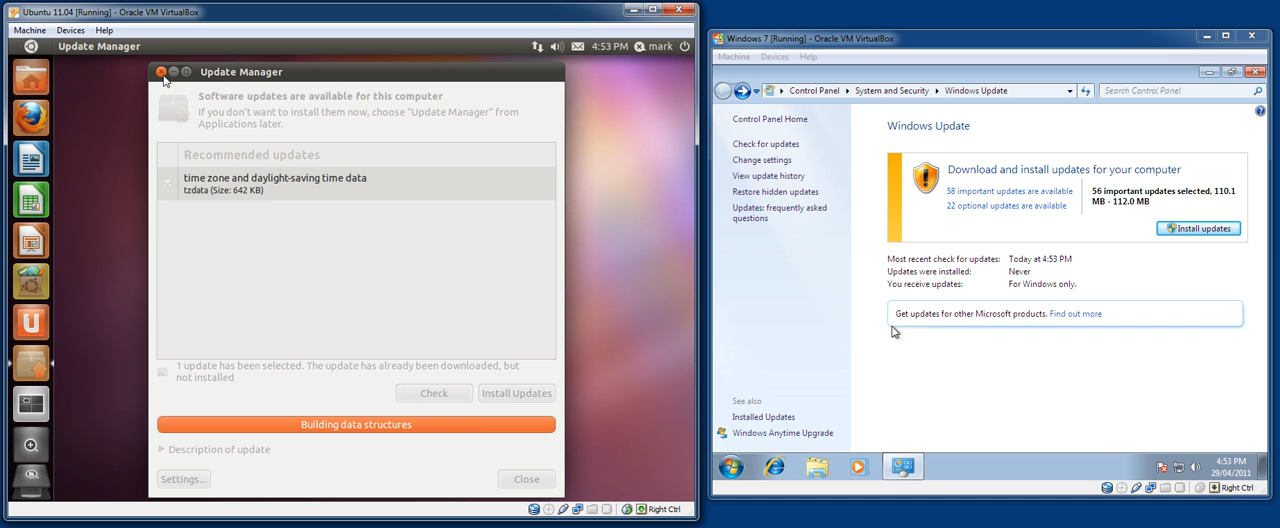 Ubuntu 11.04 [Running] - Oracle VM VirtualBox
Machine Devices Help
Update Manager 4:53 PM mark
Update Manager
Software updates are available for this computer
If you don't want to install them now, choose "Update Manager" from
Applications later.
Recommended updates
time zone and daylight-saving time data
tzdata (Size: 642 KB)
1 update has been selected. The update has already been downloaded, but
not installed
Check Install Updates
Building data structures
Description of update
Settings... Close
Right Ctrl
Windows 7 [Running] - Oracle VM VirtualBox
Machine Devices Help
Control Panel System and Security Windows Update Search Control Panel
Control Panel Home
Check for updates
Change settings
View update history
Restore hidden updates
Updates: frequently asked
questions
Windows Update
Download and install updates for your computer
58 important updates are available
22 optional updates are available
56 important updates selected, 110.1
MB - 112.0 MB
Install updates
Most recent check for updates: Today at 4:53 PM
Updates were installed: Never
You receive updates: For Windows only.
Get updates for other Microsoft products. Find out more
See also
Installed Updates
Windows Anytime Upgrade
4:53 PM
29/04/2011
Right Ctrl